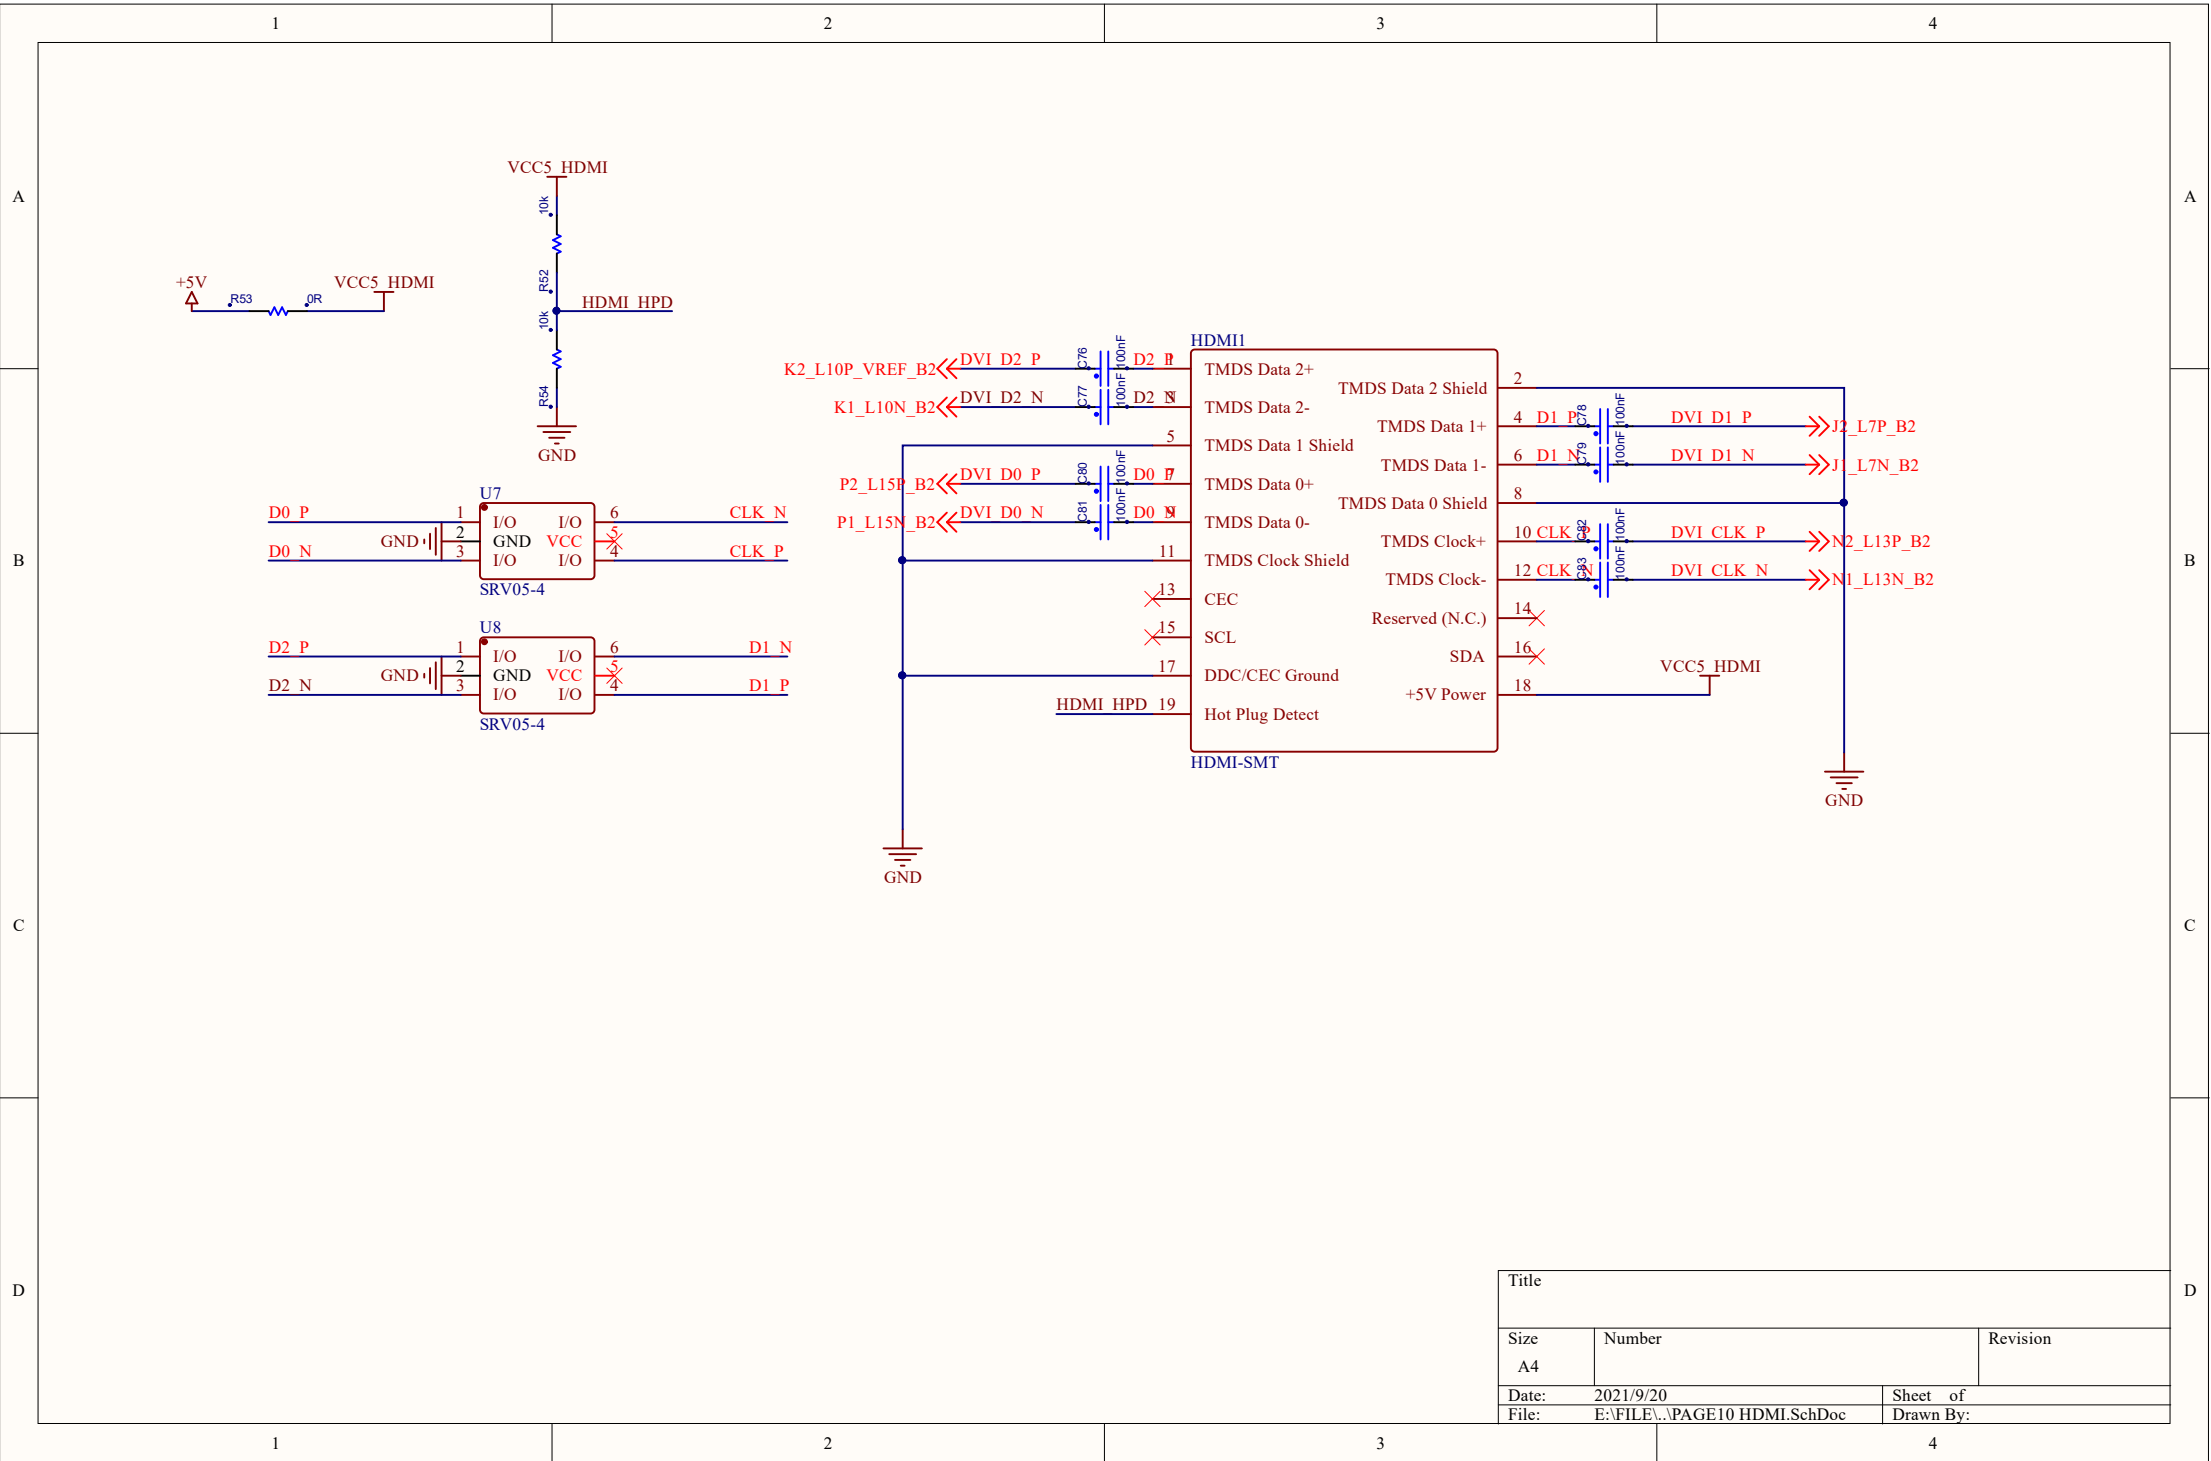 1 2 3 4
A A
B B
C C
D D
VCC5_HDMI
10k
R52
HDMI_HPD
10k
R54
GND
+5V
R53
0R
VCC5_HDMI
U7
D0_P 1 I/O I/O 6 CLK_N
GND 2 GND VCC 5
D0_N 3 I/O I/O 4 CLK_P
SRV05-4
U8
D2_P 1 I/O I/O 6 D1_N
GND 2 GND VCC 5
D2_N 3 I/O I/O 4 D1_P
SRV05-4
HDMI1
K2_L10P_VREF_B2 DVI_D2_P C76 100nF D2_P 1 TMDS Data 2+
K1_L10N_B2 DVI_D2_N C77 100nF D2_N 3 TMDS Data 2-
5 TMDS Data 1 Shield
P2_L15P_B2 DVI_D0_P C80 100nF D0_P 7 TMDS Data 0+
P1_L15N_B2 DVI_D0_N C81 100nF D0_N 9 TMDS Data 0-
11 TMDS Clock Shield
13 CEC
15 SCL
17 DDC/CEC Ground
HDMI_HPD 19 Hot Plug Detect
TMDS Data 2 Shield 2
TMDS Data 1+ 4 D1_P C78 100nF DVI_D1_P J2_L7P_B2
TMDS Data 1- 6 D1_N C79 100nF DVI_D1_N J1_L7N_B2
TMDS Data 0 Shield 8
TMDS Clock+ 10 CLK_P C82 100nF DVI_CLK_P N2_L13P_B2
TMDS Clock- 12 CLK_N C83 100nF DVI_CLK_N N1_L13N_B2
Reserved (N.C.) 14
SDA 16
+5V Power 18 VCC5_HDMI
HDMI-SMT
GND
GND
Title
Size Number Revision
A4
Date: 2021/9/20 Sheet of
File: E:\FILE\..\PAGE10 HDMI.SchDoc Drawn By:
1 2 3 4